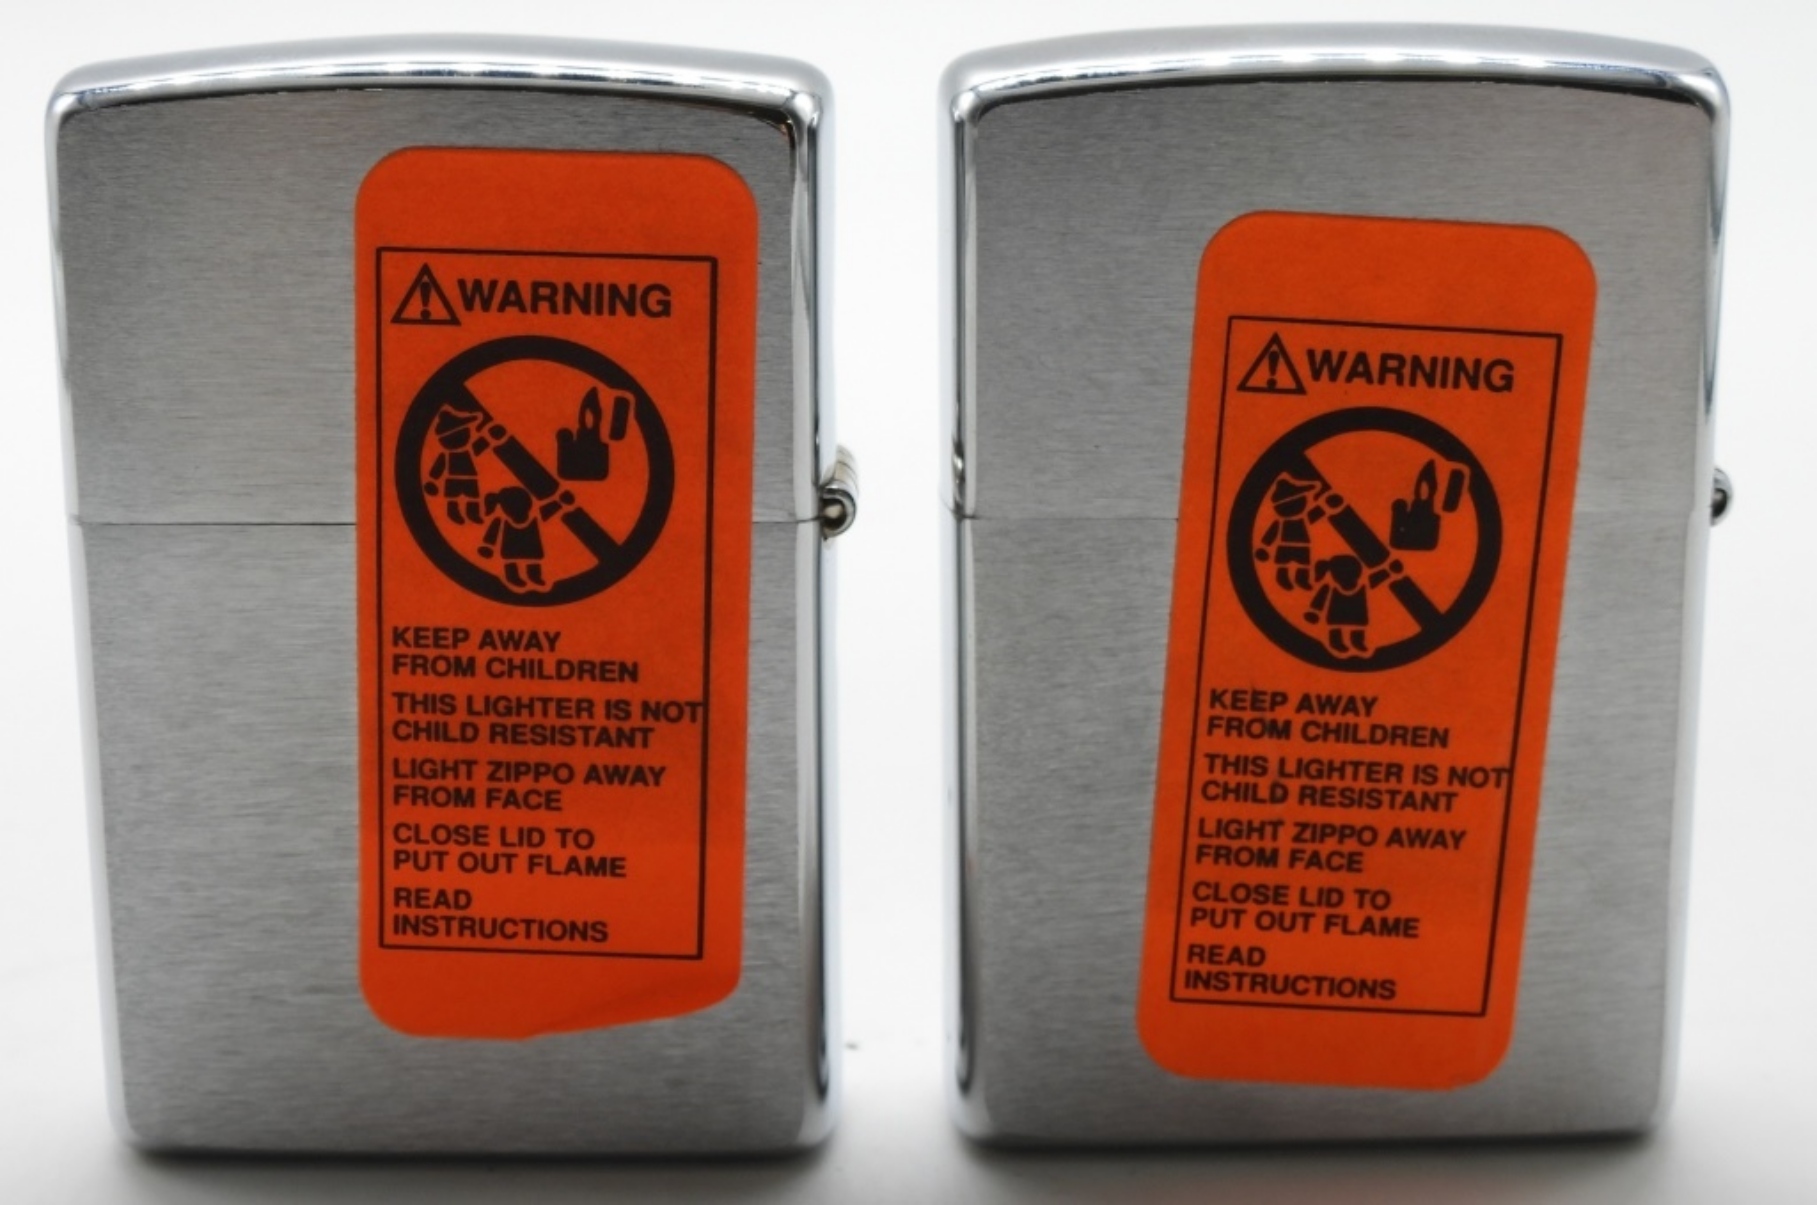 WARNING
KEEP AWAY
FROM CHILDREN
THIS LIGHTER IS NOT
CHILD RESISTANT
LIGHT ZIPPO AWAY
FROM FACE
CLOSE LID TO
PUT OUT FLAME
READ
INSTRUCTIONS
WARNING
KEEP AWAY
FROM CHILDREN
THIS LIGHTER IS NOT
CHILD RESISTANT
LIGHT ZIPPO AWAY
FROM FACE
CLOSE LID TO
PUT OUT FLAME
READ
INSTRUCTIONS